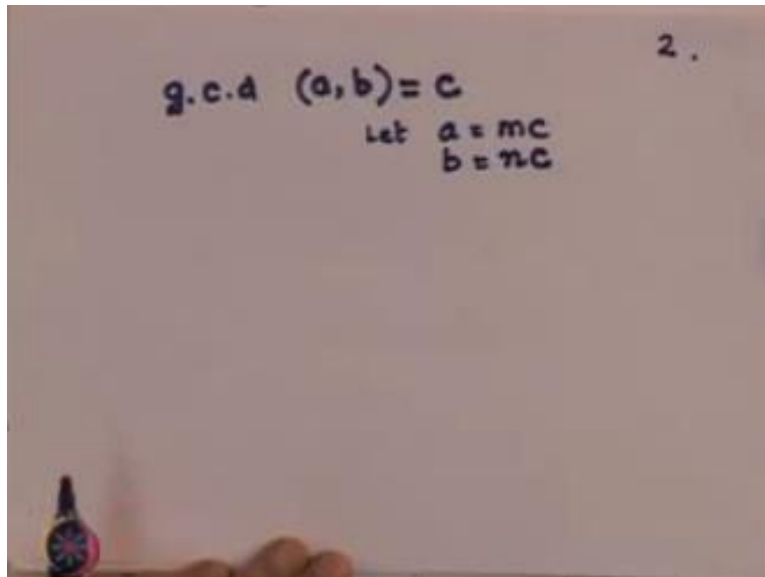 2.
g.c.d (a, b) = c
Let a = mc
b = nc